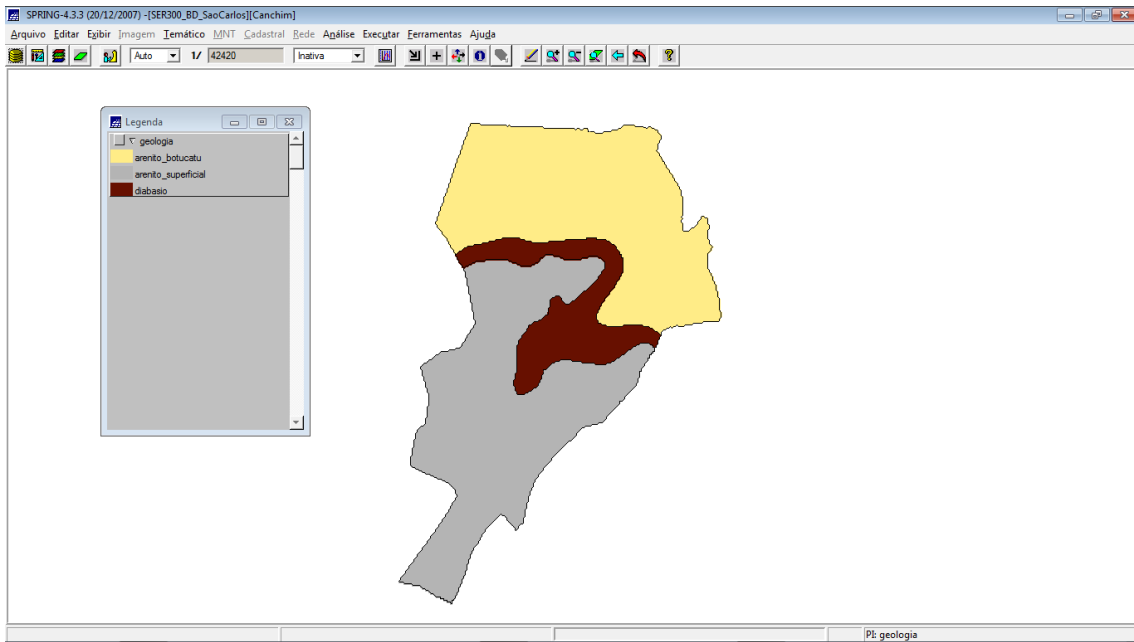 SPRING-4.3.3 (20/12/2007) -[SER300_BD_SaoCarlos][Canchim]
Arquivo Editar Exibir Imagem Temático MNT Cadastral Rede Análise Executar Ferramentas Ajuda
Auto 1/ 42420 Inativa
Legenda
geologia
arenito_botucatu
arenito_superficial
diabasio
PI: geologia